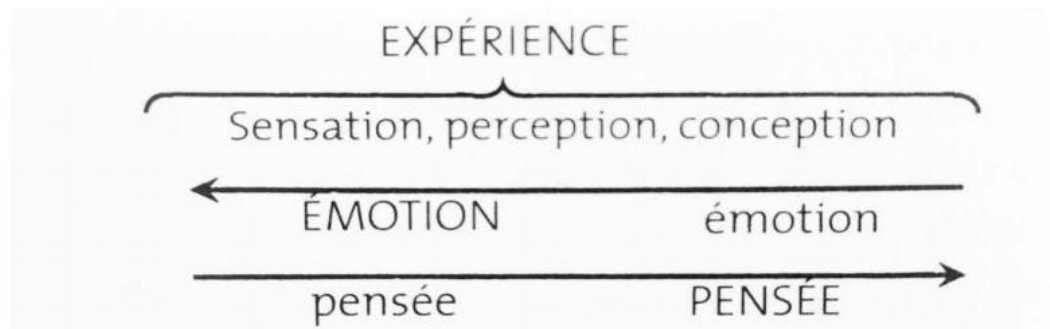 EXPÉRIENCE
Sensation, perception, conception
ÉMOTION émotion
pensée PENSÉE